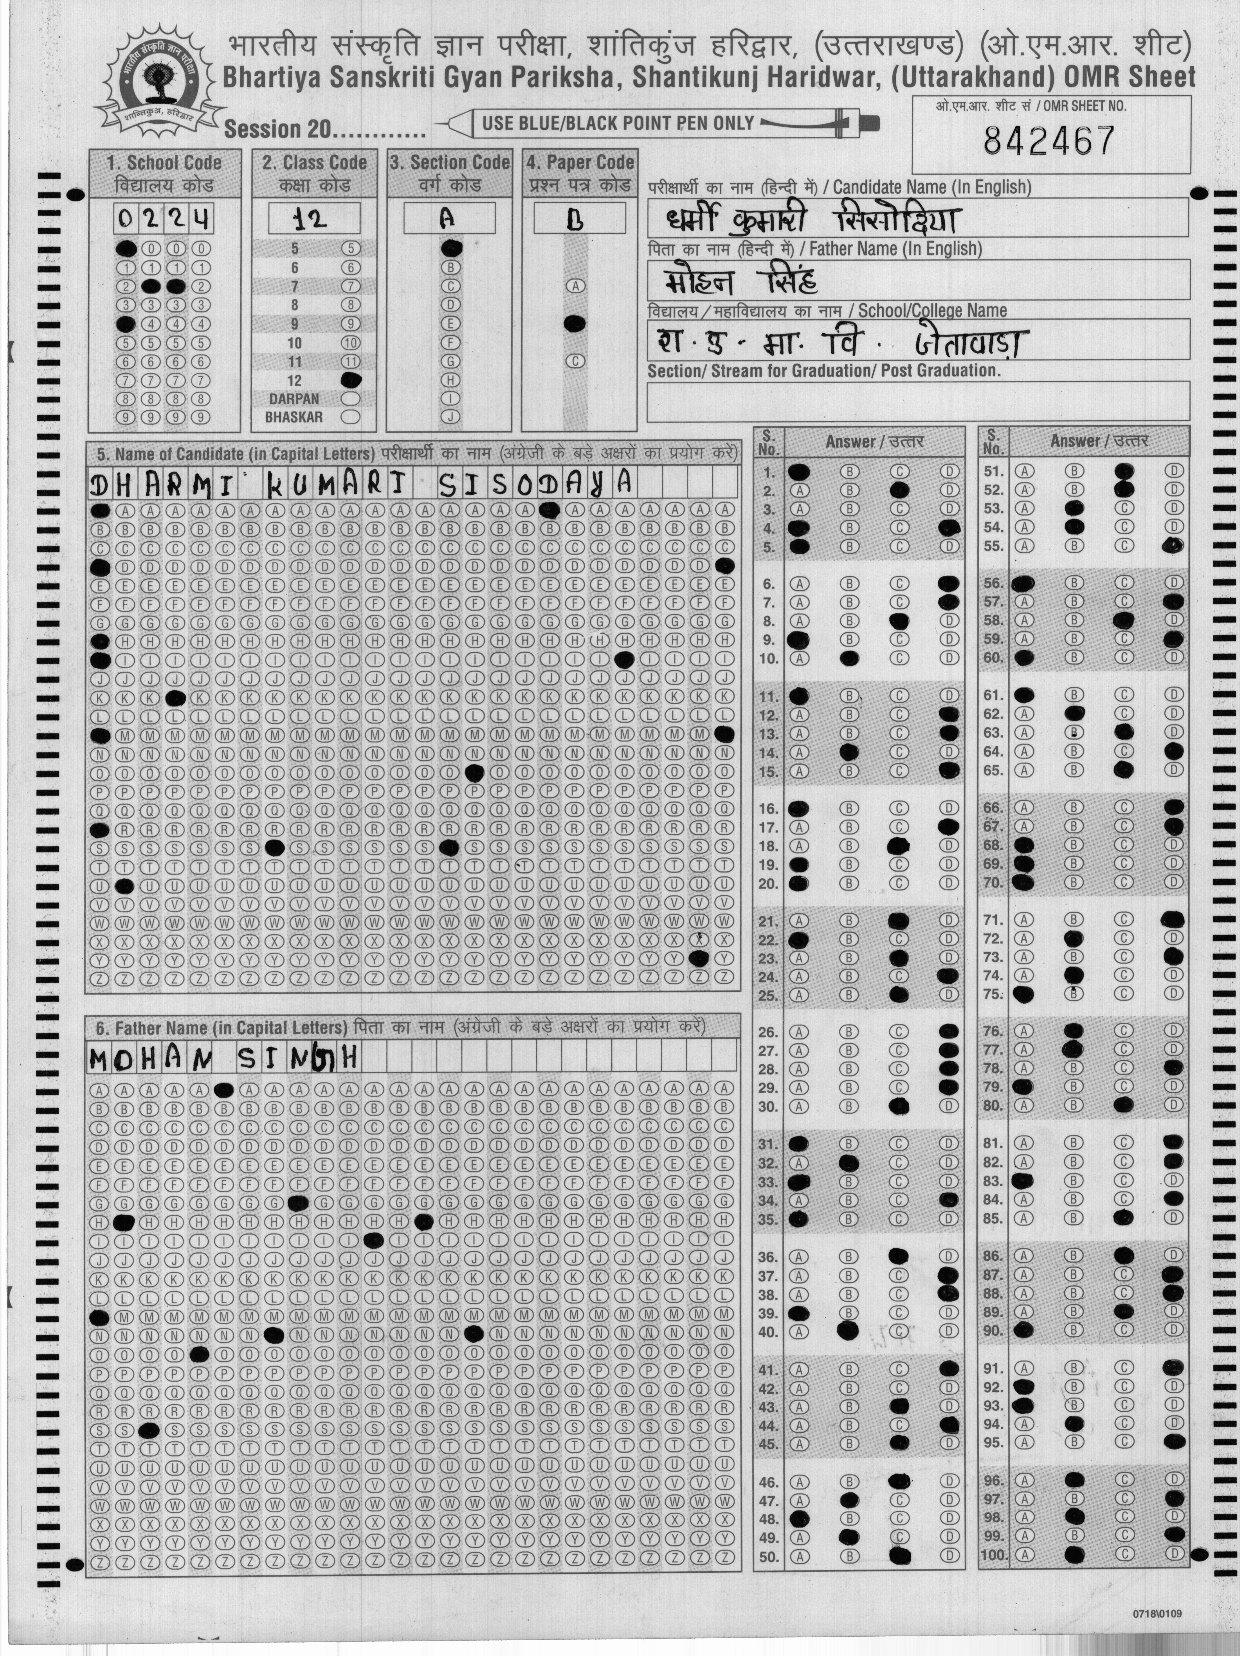 भारतीय संस्कृति ज्ञान परीक्षा, शांतिकुंज हरिद्वार, (उत्तराखण्ड) (ओ.एम.आर. शीट)
Bhartiya Sanskriti Gyan Pariksha, Shantikunj Haridwar, (Uttarakhand) OMR Sheet
Session 20............
USE BLUE/BLACK POINT PEN ONLY
ओ.एम.आर. शीट सं / OMR SHEET NO.
842467
1. School Code
विद्यालय कोड
0224
2. Class Code
कक्षा कोड
12
5
6
7
8
9
10
11
12
DARPAN
BHASKAR
3. Section Code
वर्ग कोड
A
4. Paper Code
प्रश्न पत्र कोड
B
परीक्षार्थी का नाम (हिन्दी में) / Candidate Name (In English)
धर्मी कुमारी सिसोदिया
पिता का नाम (हिन्दी में) / Father Name (In English)
मोहन सिंह
विद्यालय / महाविद्यालय का नाम / School/College Name
रा. उ - मा. वि . जेतावाड़ा
Section/ Stream for Graduation/ Post Graduation.
5. Name of Candidate (in Capital Letters) परीक्षार्थी का नाम (अंग्रेजी के बड़े अक्षरों का प्रयोग करें)
DHARMI KUMARI SISODAYA
6. Father Name (in Capital Letters) पिता का नाम (अंग्रेजी के बड़े अक्षरों का प्रयोग करें)
MOHAN SINGH
S. No. Answer / उत्तर
S. No. Answer / उत्तर
0718\0109